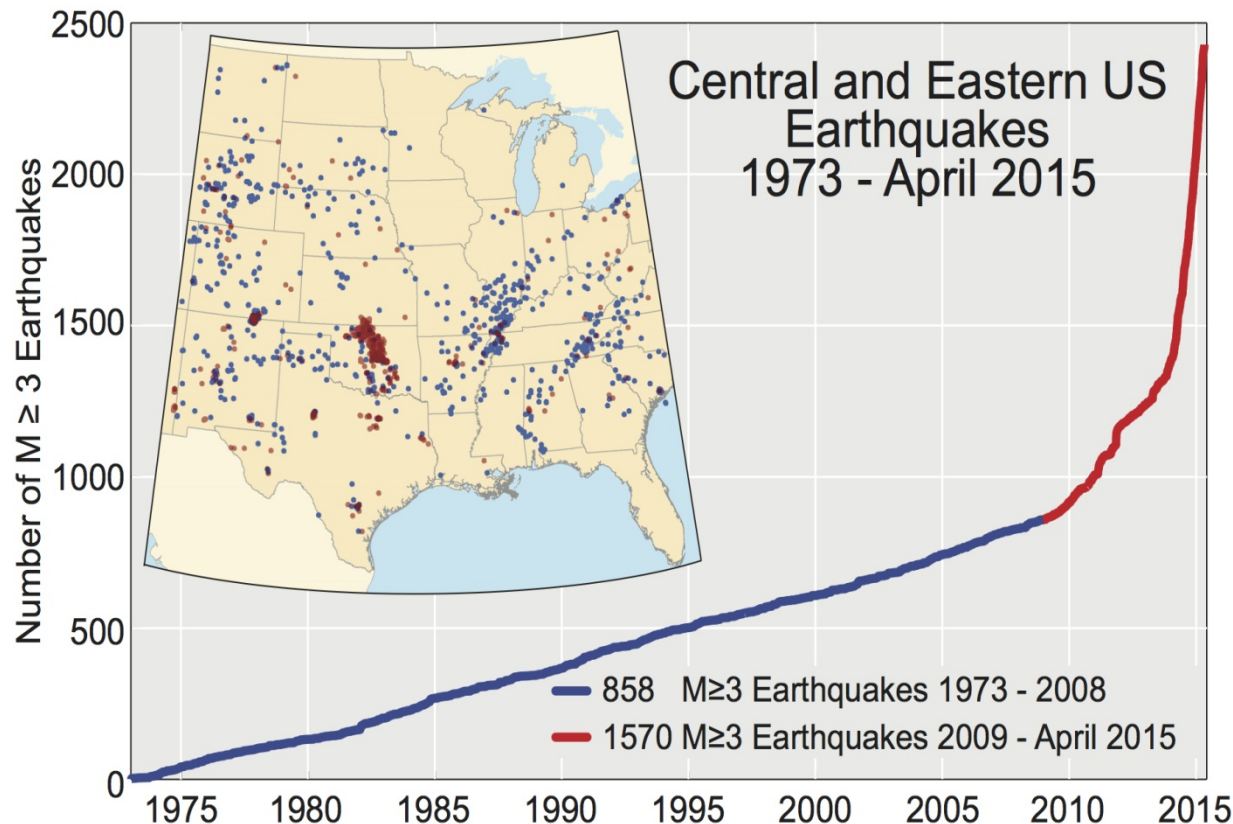 Central and Eastern US
Earthquakes
1973 - April 2015
Number of M ≥ 3 Earthquakes
2500
2000
1500
1000
500
0
858 M≥3 Earthquakes 1973 - 2008
1570 M≥3 Earthquakes 2009 - April 2015
1975 1980 1985 1990 1995 2000 2005 2010 2015